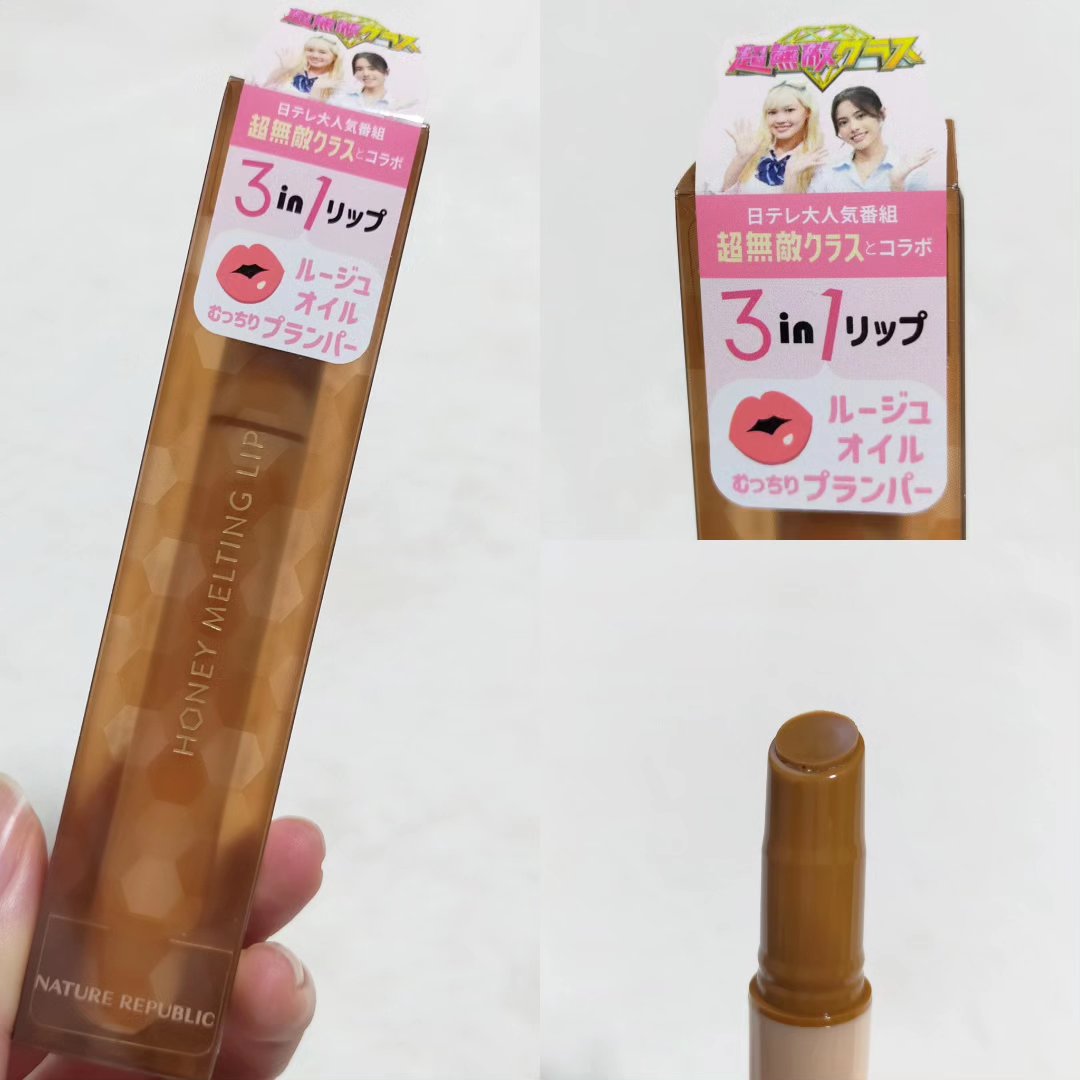 超無敵クラス
日テレ大人気番組
超無敵クラスとコラボ
3in1リップ
ルージュ
オイル
むっちりプランパー
HONEY MELTING LIP
NATURE REPUBLIC
超無敵クラス
日テレ大人気番組
超無敵クラスとコラボ
3in1リップ
ルージュ
オイル
むっちりプランパー